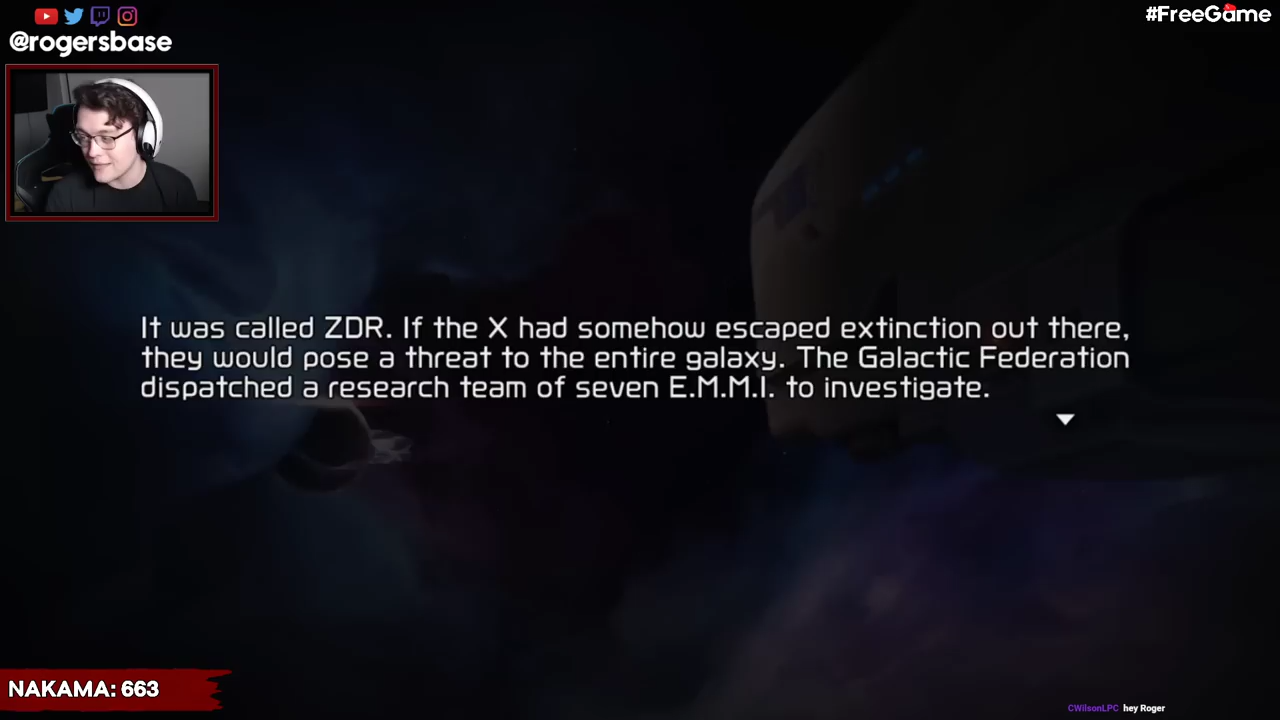 @rogersbase
#FreeGame
It was called ZDR. If the X had somehow escaped extinction out there,
they would pose a threat to the entire galaxy. The Galactic Federation
dispatched a research team of seven E.M.M.I. to investigate.
NAKAMA: 663
CWilsonLPC hey Roger